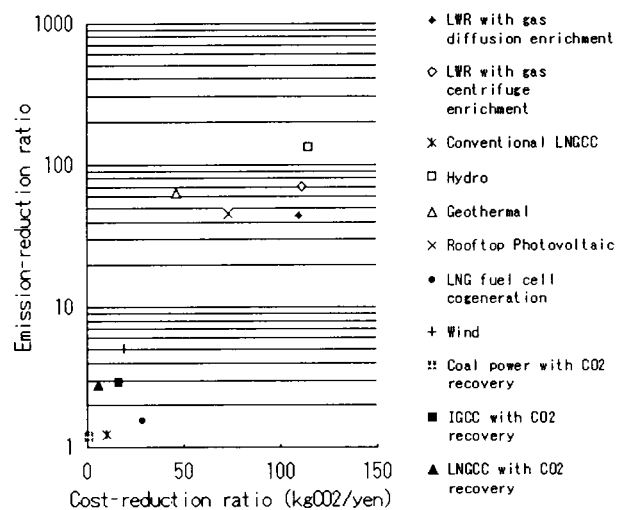 1000
100
10
1
Emission-reduction ratio
0
50
100
150
Cost-reduction ratio (kgCO2/yen)
LWR with gas
diffusion enrichment
LWR with gas
centrifuge
enrichment
Conventional LNGCC
Hydro
Geothermal
Rooftop Photovoltaic
LNG fuel cell
cogeneration
Wind
Coal power with CO2
recovery
IGCC with CO2
recovery
LNGCC with CO2
recovery